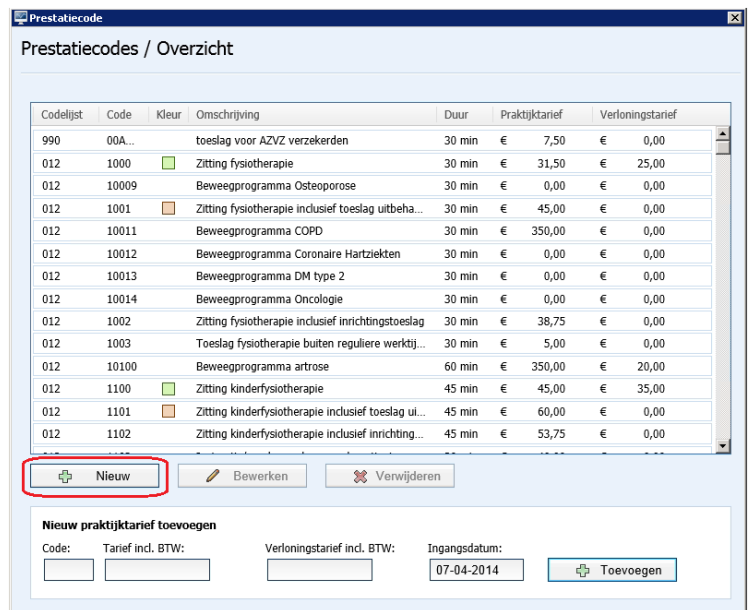 Prestatiecode
Prestatiecodes / Overzicht
Codelijst Code Kleur Omschrijving Duur Praktijktarief Verloningstarief
990 00A... toeslag voor AZVZ verzekerden 30 min € 7,50 € 0,00
012 1000 Zitting fysiotherapie 30 min € 31,50 € 25,00
012 10009 Beweegprogramma Osteoporose 30 min € 0,00 € 0,00
012 1001 Zitting fysiotherapie inclusief toeslag uitbeha... 30 min € 45,00 € 0,00
012 10011 Beweegprogramma COPD 30 min € 350,00 € 0,00
012 10012 Beweegprogramma Coronaire Hartziekten 30 min € 0,00 € 0,00
012 10013 Beweegprogramma DM type 2 30 min € 0,00 € 0,00
012 10014 Beweegprogramma Oncologie 30 min € 0,00 € 0,00
012 1002 Zitting fysiotherapie inclusief inrichtingstoeslag 30 min € 38,75 € 0,00
012 1003 Toeslag fysiotherapie buiten reguliere werktij... 30 min € 5,00 € 0,00
012 10100 Beweegprogramma artrose 60 min € 350,00 € 20,00
012 1100 Zitting kinderfysiotherapie 45 min € 45,00 € 35,00
012 1101 Zitting kinderfysiotherapie inclusief toeslag ui... 45 min € 60,00 € 0,00
012 1102 Zitting kinderfysiotherapie inclusief inrichting... 45 min € 53,75 € 0,00
Nieuw Bewerken Verwijderen
Nieuw praktijktarief toevoegen
Code: Tarief incl. BTW: Verloningstarief incl. BTW: Ingangsdatum:
07-04-2014 Toevoegen